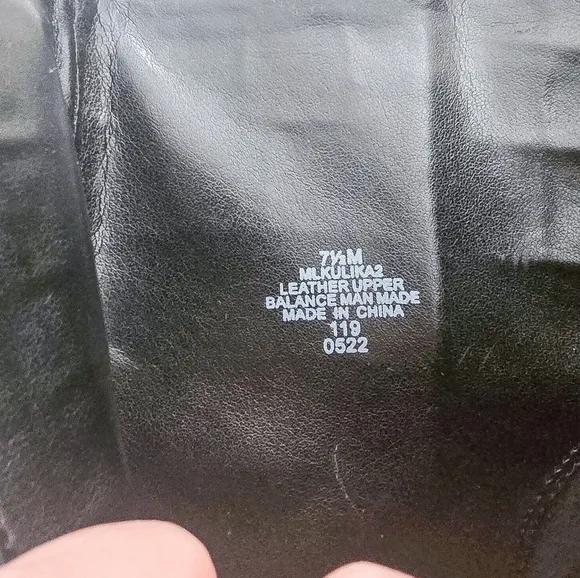 7½M
MLKULIKA2
LEATHER UPPER
BALANCE MAN MADE
MADE IN CHINA
119
0522